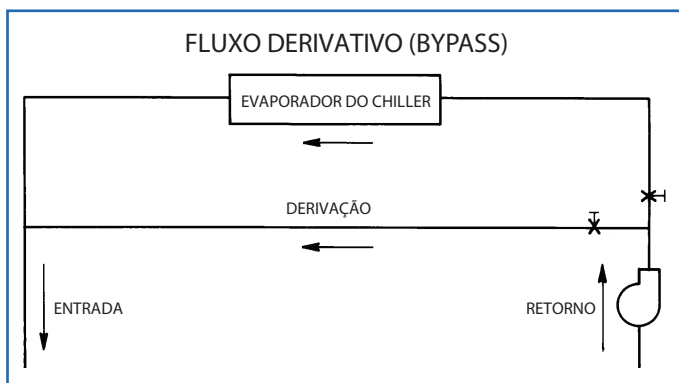 FLUXO DERIVATIVO (BYPASS)
EVAPORADOR DO CHILLER
DERIVAÇÃO
ENTRADA
RETORNO